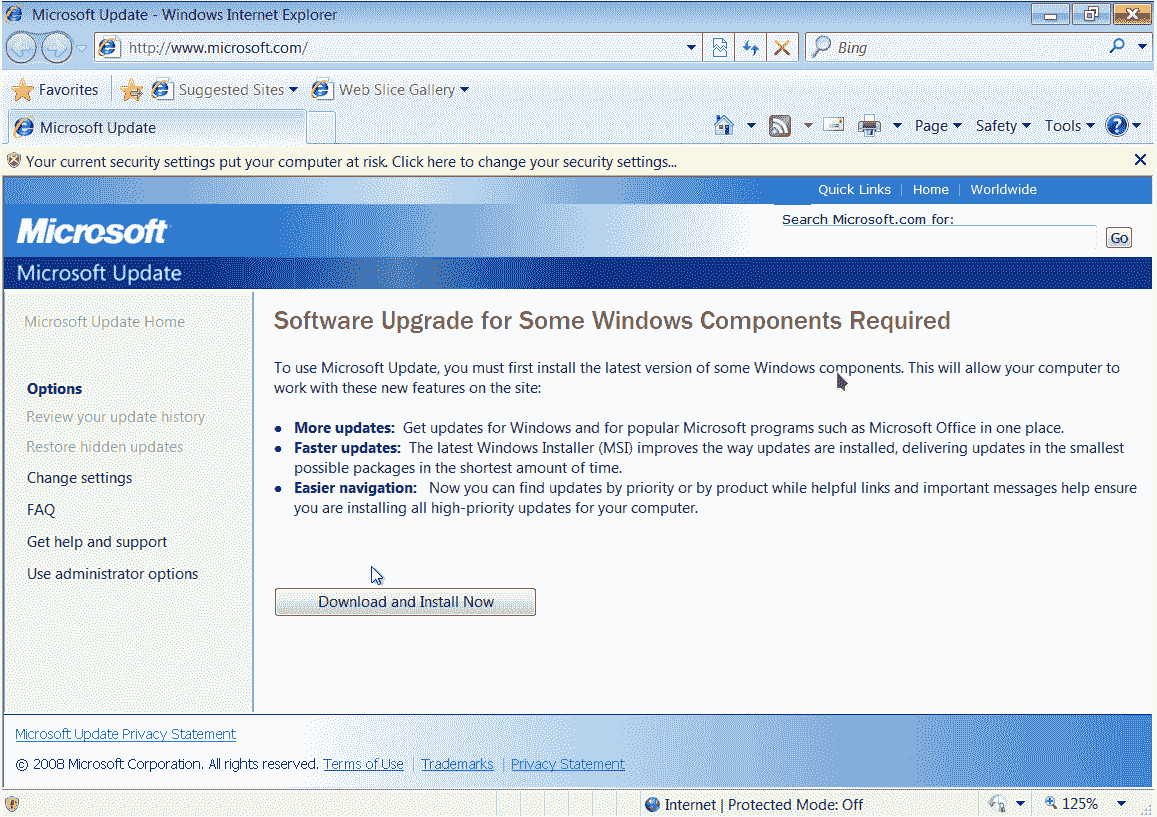 Microsoft Update - Windows Internet Explorer
http://www.microsoft.com/
Bing
Favorites
Suggested Sites
Web Slice Gallery
Microsoft Update
Page
Safety
Tools
Your current security settings put your computer at risk. Click here to change your security settings...
Quick Links | Home | Worldwide
Search Microsoft.com for:
Microsoft
Go
Microsoft Update
Microsoft Update Home
Options
Review your update history
Restore hidden updates
Change settings
FAQ
Get help and support
Use administrator options
Software Upgrade for Some Windows Components Required
To use Microsoft Update, you must first install the latest version of some Windows components. This will allow your computer to
work with these new features on the site:
• More updates: Get updates for Windows and for popular Microsoft programs such as Microsoft Office in one place.
• Faster updates: The latest Windows Installer (MSI) improves the way updates are installed, delivering updates in the smallest
possible packages in the shortest amount of time.
• Easier navigation: Now you can find updates by priority or by product while helpful links and important messages help ensure
you are installing all high-priority updates for your computer.
Download and Install Now
Microsoft Update Privacy Statement
© 2008 Microsoft Corporation. All rights reserved. Terms of Use | Trademarks | Privacy Statement
Internet | Protected Mode: Off
125%